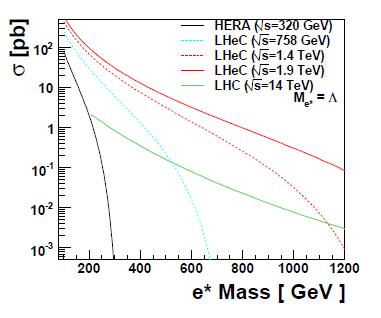 σ [pb]
HERA (√s=320 GeV)
LHeC (√s=758 GeV)
LHeC (√s=1.4 TeV)
LHeC (√s=1.9 TeV)
LHC (√s=14 TeV)
M_e* = Λ
10²
10
1
10⁻¹
10⁻²
10⁻³
200 400 600 800 1000 1200
e* Mass [ GeV ]